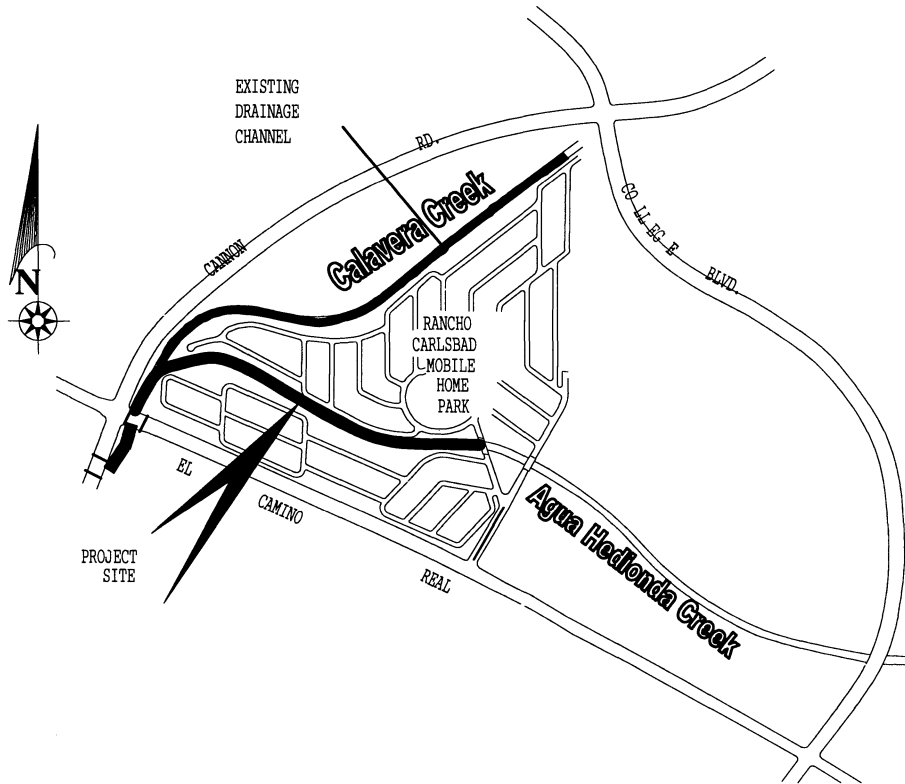 EXISTING
DRAINAGE
CHANNEL
RD.
CANNON
Calavera Creek
COLLEGE
BLVD.
N
RANCHO
CARLSBAD
MOBILE
HOME
PARK
EL
CAMINO
REAL
PROJECT
SITE
Agua Hedionda Creek